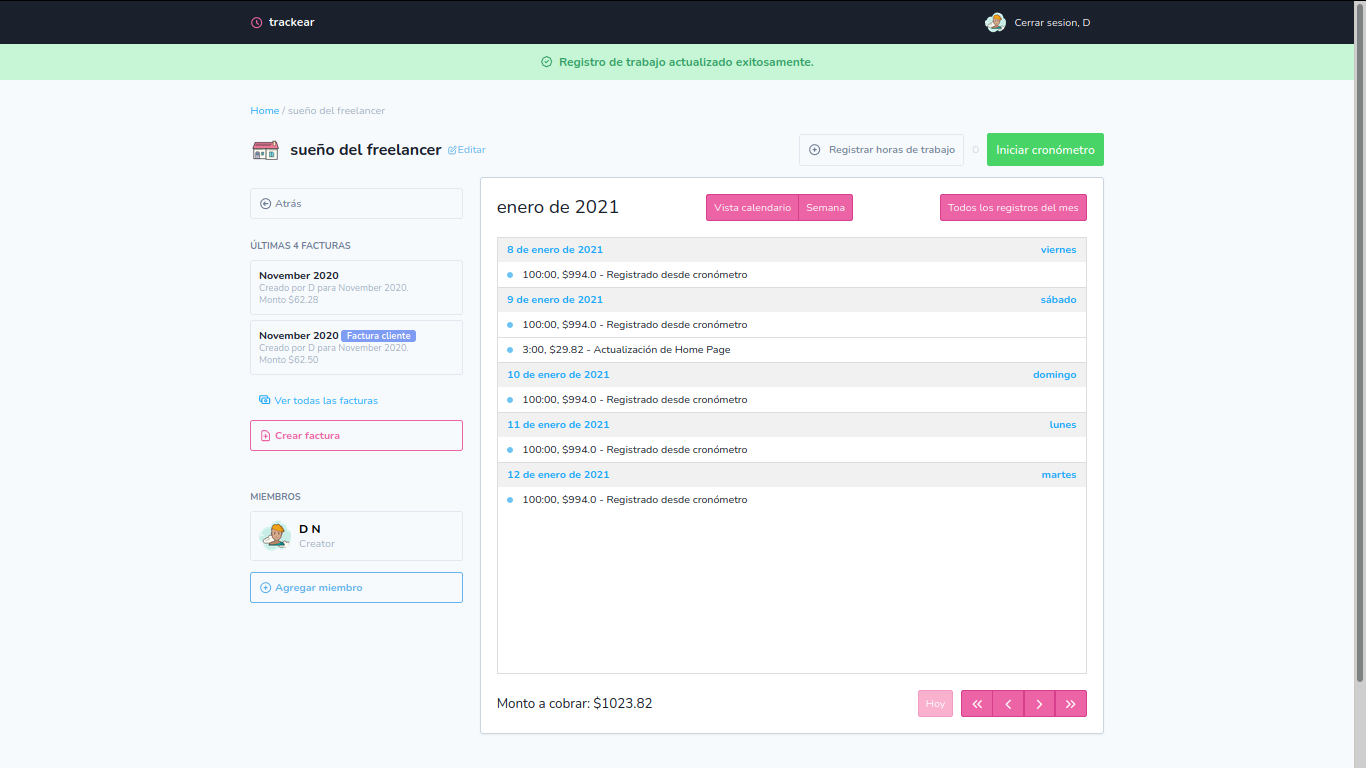 trackear
Cerrar sesion, D
Registro de trabajo actualizado exitosamente.
Home / sueño del freelancer
sueño del freelancer Editar
Registrar horas de trabajo
0
Iniciar cronómetro
Atrás
ÚLTIMAS 4 FACTURAS
November 2020
Creado por D para November 2020.
Monto $62.28
November 2020 Factura cliente
Creado por D para November 2020.
Monto $62.50
Ver todas las facturas
Crear factura
MIEMBROS
D N
Creator
Agregar miembro
enero de 2021
Vista calendario Semana
Todos los registros del mes
8 de enero de 2021 viernes
100:00, $994.0 - Registrado desde cronómetro
9 de enero de 2021 sábado
100:00, $994.0 - Registrado desde cronómetro
3:00, $29.82 - Actualización de Home Page
10 de enero de 2021 domingo
100:00, $994.0 - Registrado desde cronómetro
11 de enero de 2021 lunes
100:00, $994.0 - Registrado desde cronómetro
12 de enero de 2021 martes
100:00, $994.0 - Registrado desde cronómetro
Monto a cobrar: $1023.82
Hoy